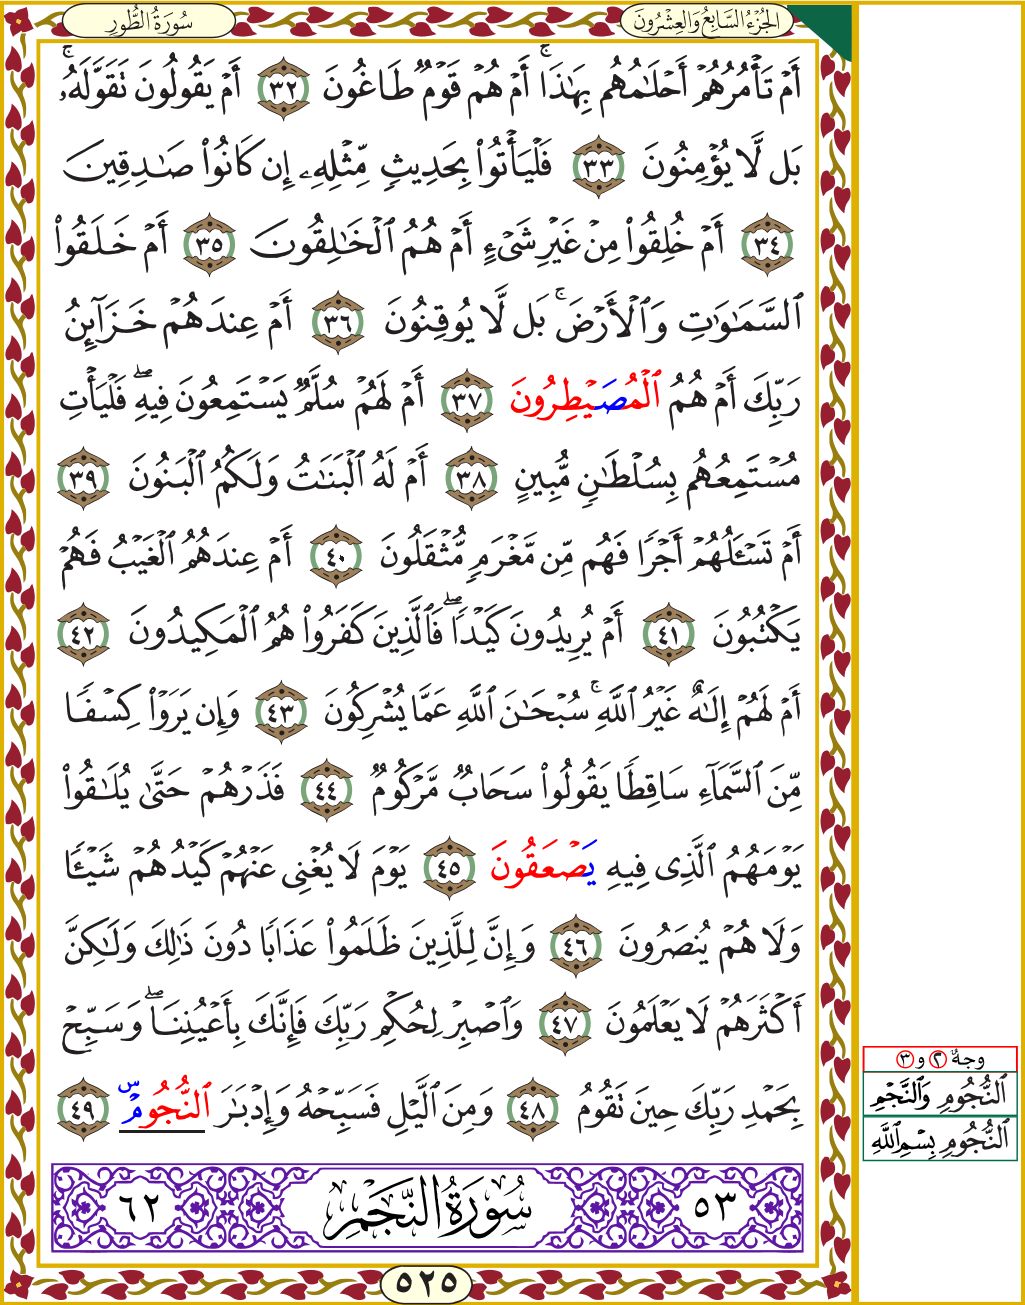 الجُزْءُ السَّابِعُ وَالعِشْرُونَ
سُورَةُ الطُّورِ
أَمْ تَأْمُرُهُمْ أَحْلَٰمُهُم بِهَٰذَآۚ أَمْ هُمْ قَوْمٌ طَاغُونَ ٣٢ أَمْ يَقُولُونَ تَقَوَّلَهُۥۚ
بَل لَّا يُؤْمِنُونَ ٣٣ فَلْيَأْتُوا۟ بِحَدِيثٍ مِّثْلِهِۦٓ إِن كَانُوا۟ صَٰدِقِينَ
٣٤ أَمْ خُلِقُوا۟ مِنْ غَيْرِ شَىْءٍ أَمْ هُمُ ٱلْخَٰلِقُونَ ٣٥ أَمْ خَلَقُوا۟
ٱلسَّمَٰوَٰتِ وَٱلْأَرْضَۚ بَل لَّا يُوقِنُونَ ٣٦ أَمْ عِندَهُمْ خَزَآئِنُ
رَبِّكَ أَمْ هُمُ ٱلْمُصَيْطِرُونَ ٣٧ أَمْ لَهُمْ سُلَّمٌ يَسْتَمِعُونَ فِيهِۖ فَلْيَأْتِ
مُسْتَمِعُهُم بِسُلْطَٰنٍ مُّبِينٍ ٣٨ أَمْ لَهُ ٱلْبَنَٰتُ وَلَكُمُ ٱلْبَنُونَ ٣٩
أَمْ تَسْـَٔلُهُمْ أَجْرًا فَهُم مِّن مَّغْرَمٍ مُّثْقَلُونَ ٤٠ أَمْ عِندَهُمُ ٱلْغَيْبُ فَهُمْ
يَكْتُبُونَ ٤١ أَمْ يُرِيدُونَ كَيْدًاۖ فَٱلَّذِينَ كَفَرُوا۟ هُمُ ٱلْمَكِيدُونَ ٤٢
أَمْ لَهُمْ إِلَٰهٌ غَيْرُ ٱللَّهِۚ سُبْحَٰنَ ٱللَّهِ عَمَّا يُشْرِكُونَ ٤٣ وَإِن يَرَوْا۟ كِسْفًا
مِّنَ ٱلسَّمَآءِ سَاقِطًا يَقُولُوا۟ سَحَابٌ مَّرْكُومٌ ٤٤ فَذَرْهُمْ حَتَّىٰ يُلَٰقُوا۟
يَوْمَهُمُ ٱلَّذِى فِيهِ يَصْعَقُونَ ٤٥ يَوْمَ لَا يُغْنِى عَنْهُمْ كَيْدُهُمْ شَيْـًٔا
وَلَا هُمْ يُنصَرُونَ ٤٦ وَإِنَّ لِلَّذِينَ ظَلَمُوا۟ عَذَابًا دُونَ ذَٰلِكَ وَلَٰكِنَّ
أَكْثَرَهُمْ لَا يَعْلَمُونَ ٤٧ وَٱصْبِرْ لِحُكْمِ رَبِّكَ فَإِنَّكَ بِأَعْيُنِنَاۖ وَسَبِّحْ
بِحَمْدِ رَبِّكَ حِينَ تَقُومُ ٤٨ وَمِنَ ٱلَّيْلِ فَسَبِّحْهُ وَإِدْبَٰرَ ٱلنُّجُومِ س ٤٩
وجهٌ ٢ و ٣
ٱلنُّجُومِ وَٱلنَّجْمِ
ٱلنُّجُومِ بِسْمِ ٱللَّهِ
٥٣ سُورَةُ النَّجْمِ ٦٢
٥٢٥